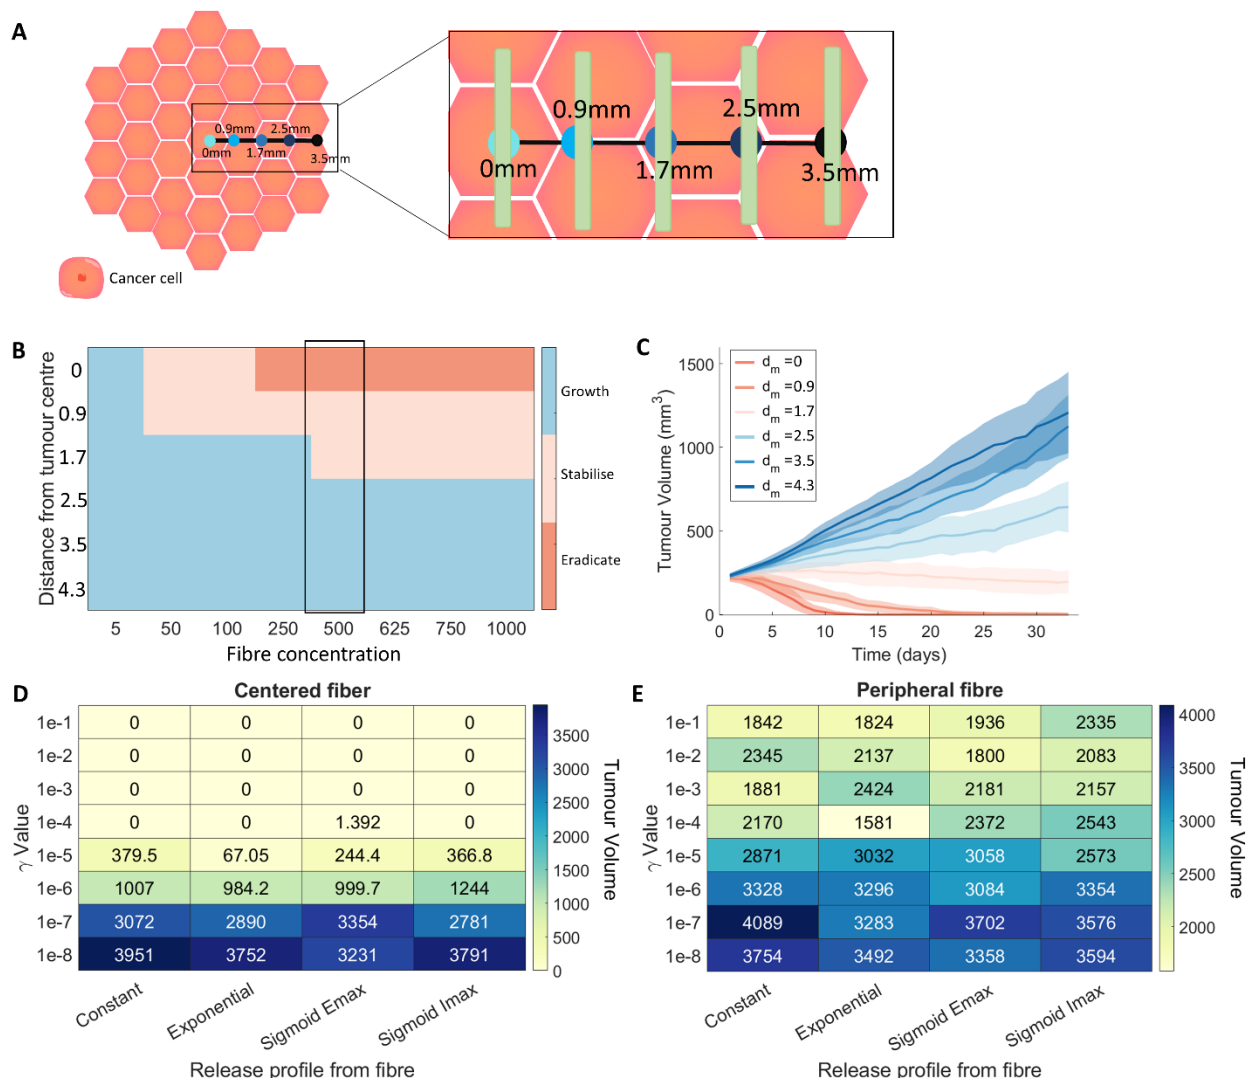 A
0.9mm
2.5mm
0mm
1.7mm
3.5mm
0.9mm
2.5mm
0mm
1.7mm
3.5mm
Cancer cell
B
Distance from tumour centre
0
0.9
1.7
2.5
3.5
4.3
5 50 100 250 500 625 750 1000
Fibre concentration
Growth
Stabilise
Eradicate
C
Tumour Volume (mm³)
1500
1000
500
0
d_m=0
d_m=0.9
d_m=1.7
d_m=2.5
d_m=3.5
d_m=4.3
0 5 10 15 20 25 30
Time (days)
D
Centered fiber
γ Value
1e-1 0 0 0 0
1e-2 0 0 0 0
1e-3 0 0 0 0
1e-4 0 0 1.392 0
1e-5 379.5 67.05 244.4 366.8
1e-6 1007 984.2 999.7 1244
1e-7 3072 2890 3354 2781
1e-8 3951 3752 3231 3791
Constant Exponential Sigmoid Emax Sigmoid Imax
Release profile from fibre
3500
3000
2500
2000
1500
1000
500
0
Tumour Volume
E
Peripheral fibre
γ Value
1e-1 1842 1824 1936 2335
1e-2 2345 2137 1800 2083
1e-3 1881 2424 2181 2157
1e-4 2170 1581 2372 2543
1e-5 2871 3032 3058 2573
1e-6 3328 3296 3084 3354
1e-7 4089 3283 3702 3576
1e-8 3754 3492 3358 3594
Constant Exponential Sigmoid Emax Sigmoid Imax
Release profile from fibre
4000
3500
3000
2500
2000
Tumour Volume